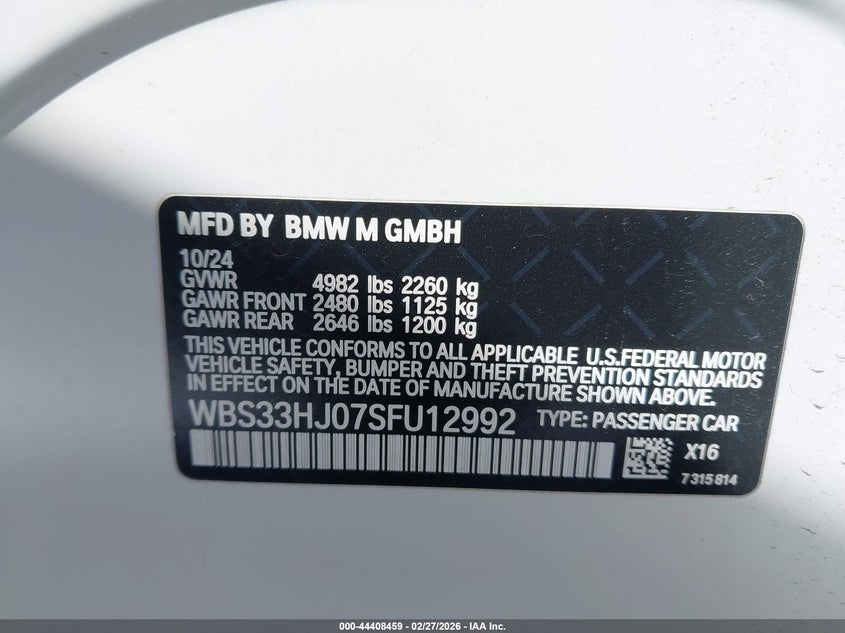 MFD BY BMW M GMBH
10/24
GVWR 4982 lbs 2260 kg
GAWR FRONT 2480 lbs 1125 kg
GAWR REAR 2646 lbs 1200 kg
THIS VEHICLE CONFORMS TO ALL APPLICABLE U.S.FEDERAL MOTOR
VEHICLE SAFETY, BUMPER AND THEFT PREVENTION STANDARDS
IN EFFECT ON THE DATE OF MANUFACTURE SHOWN ABOVE.
WBS33HJ07SFU12992 TYPE: PASSENGER CAR
X16
7315814
000-44408459 - 02/27/2026 - IAA Inc.